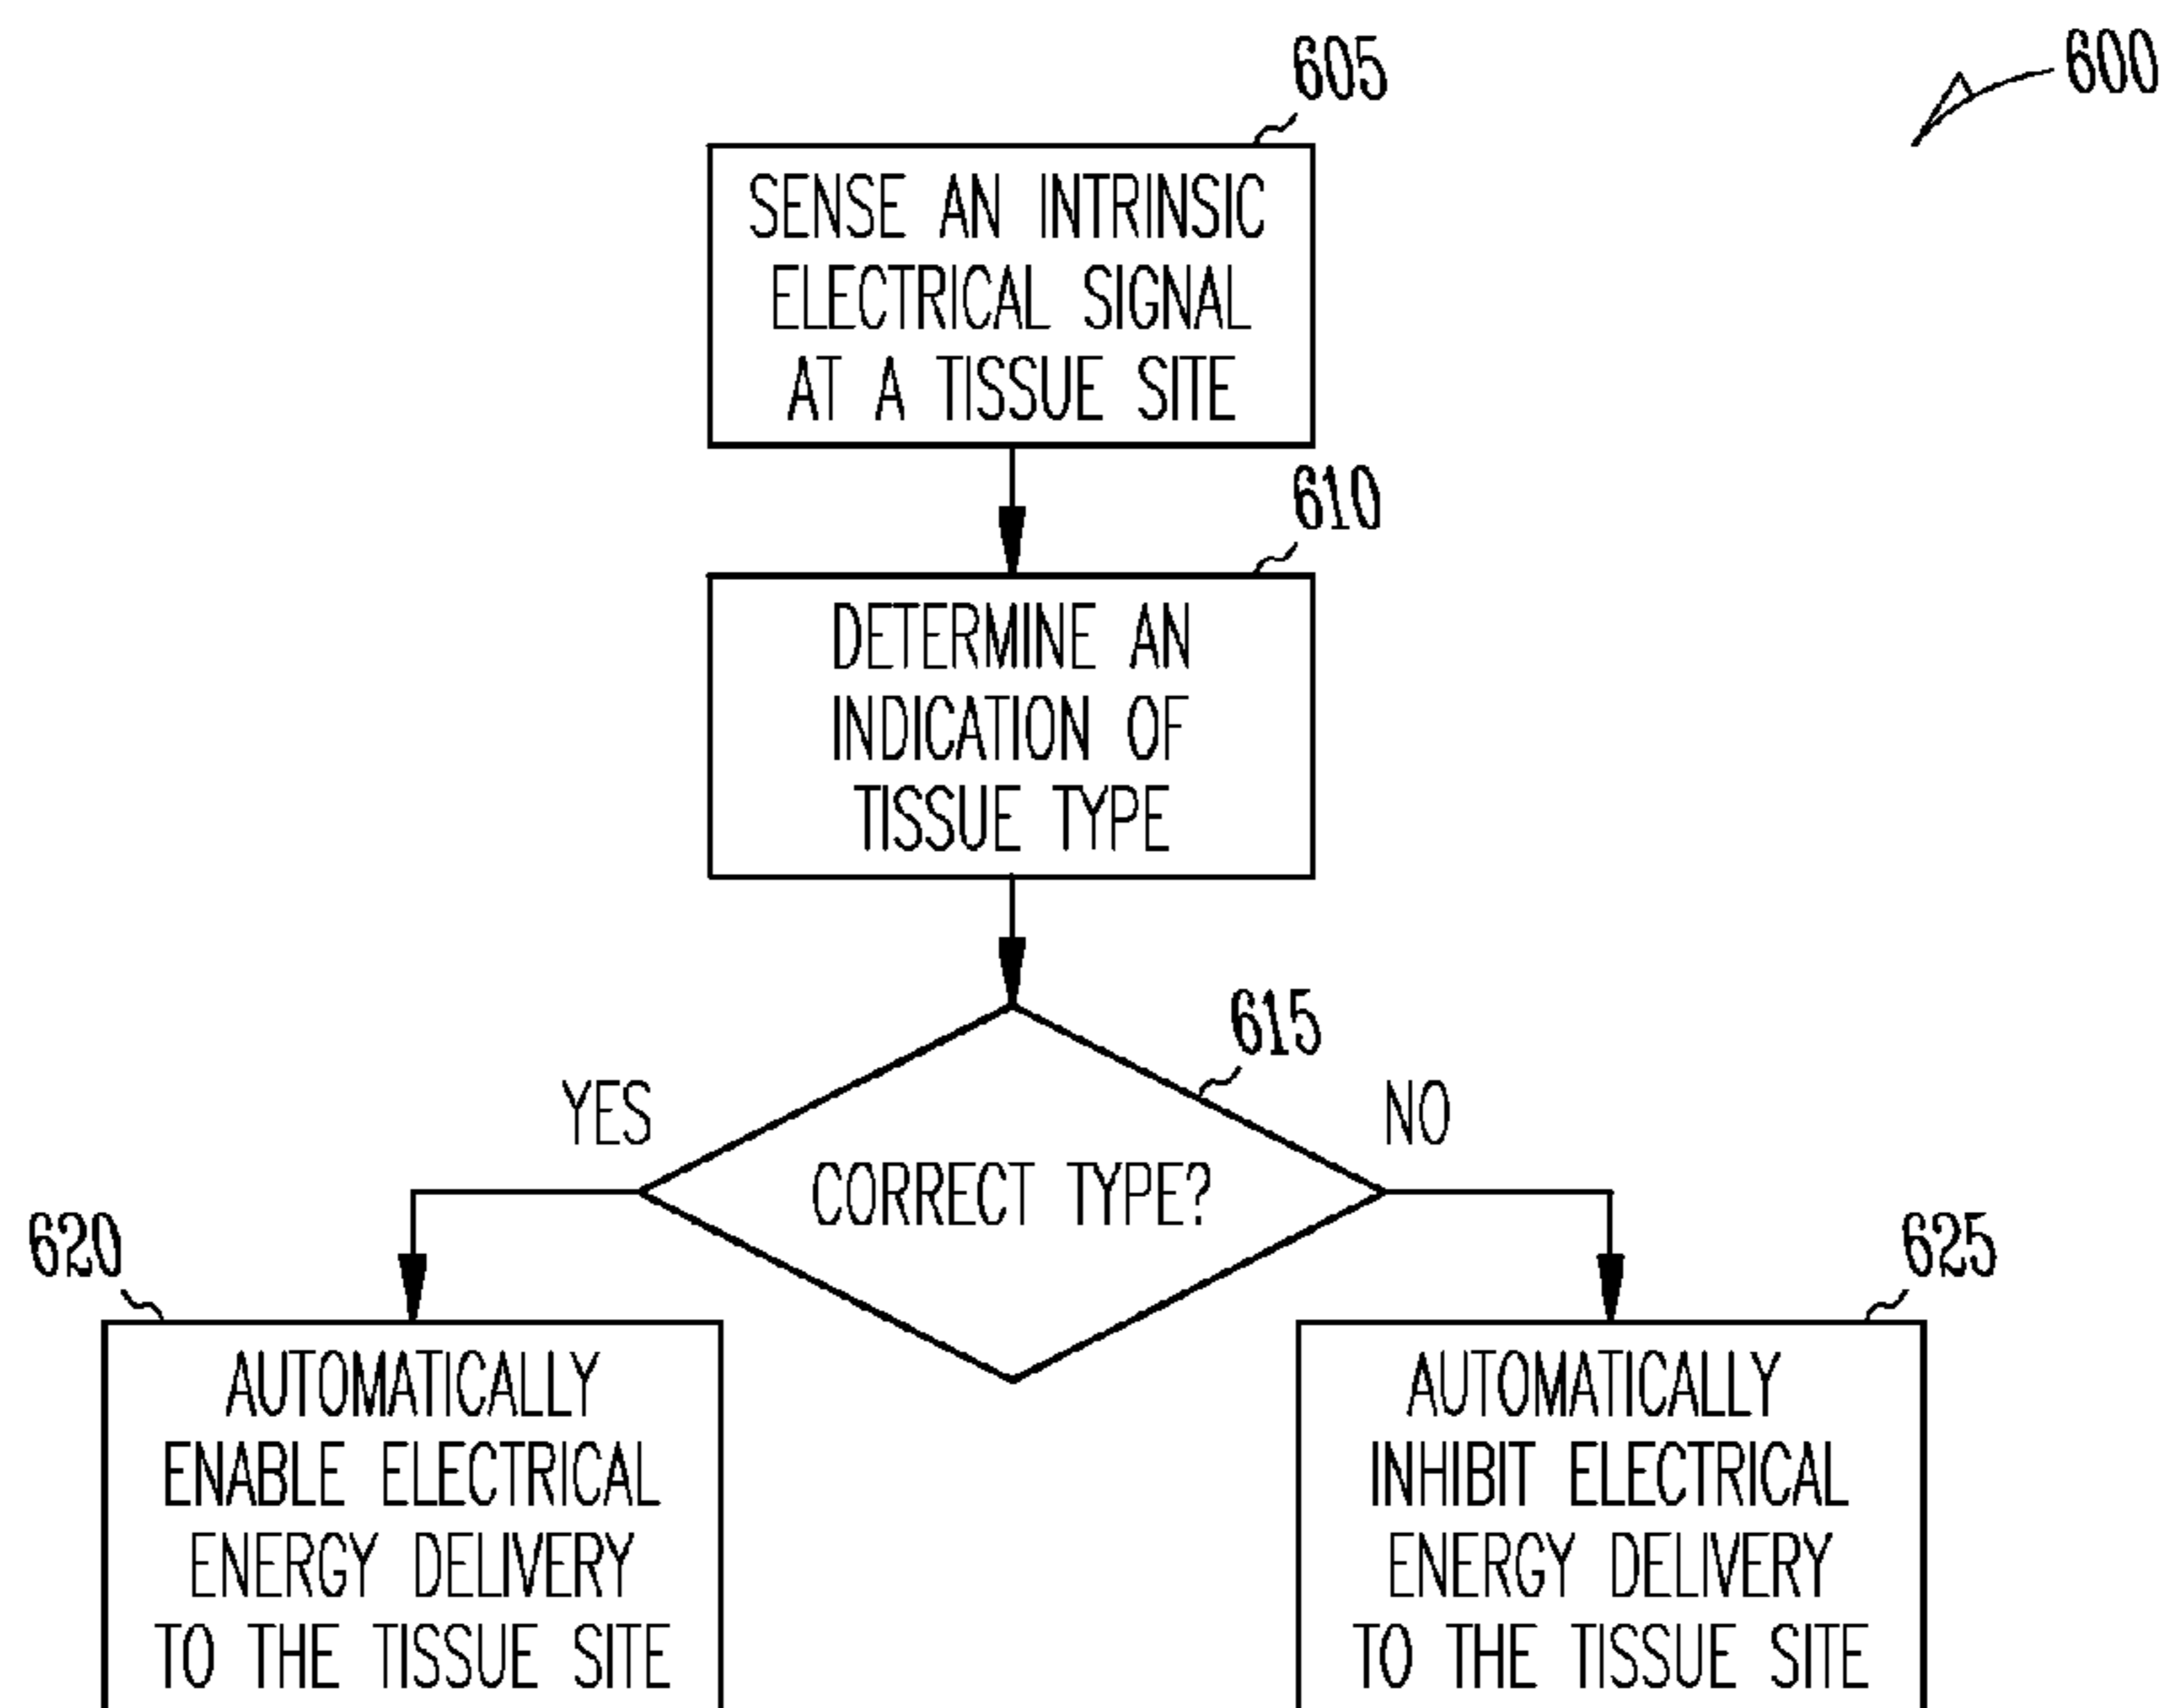 600
605
SENSE AN INTRINSIC
ELECTRICAL SIGNAL
AT A TISSUE SITE
610
DETERMINE AN
INDICATION OF
TISSUE TYPE
615
CORRECT TYPE?
YES
NO
620
AUTOMATICALLY
ENABLE ELECTRICAL
ENERGY DELIVERY
TO THE TISSUE SITE
625
AUTOMATICALLY
INHIBIT ELECTRICAL
ENERGY DELIVERY
TO THE TISSUE SITE